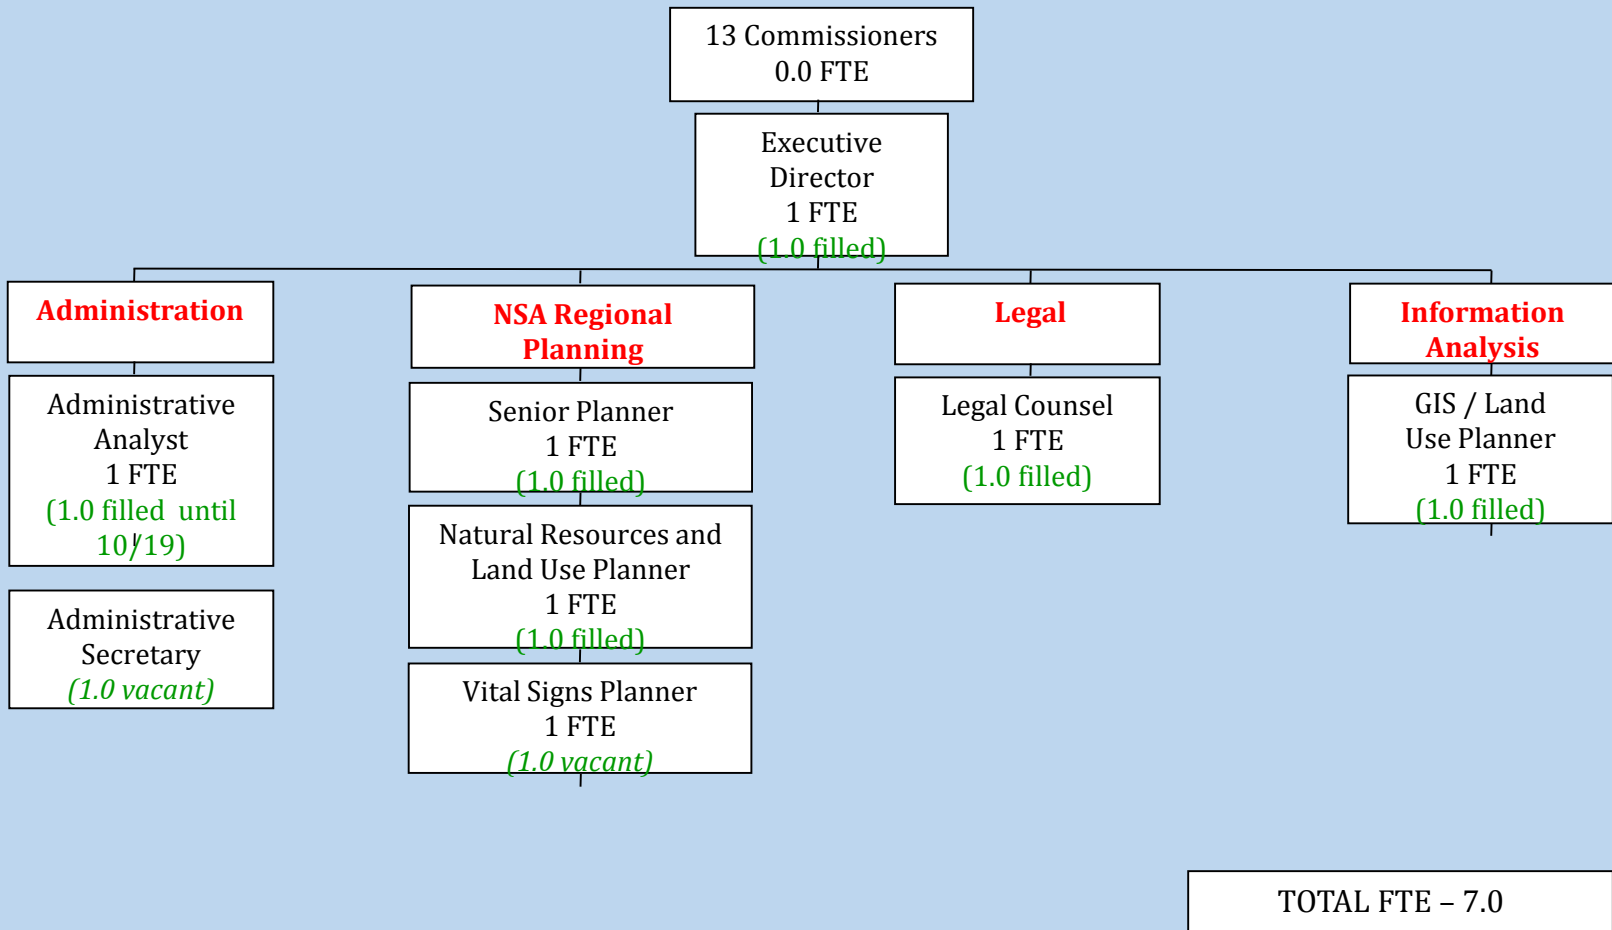 13 Commissioners
0.0 FTE
Executive
Director
1 FTE
(1.0 filled)
Administration
Administrative
Analyst
1 FTE
(1.0 filled until
10/19)
Administrative
Secretary
(1.0 vacant)
NSA Regional
Planning
Senior Planner
1 FTE
(1.0 filled)
Natural Resources and
Land Use Planner
1 FTE
(1.0 filled)
Vital Signs Planner
1 FTE
(1.0 vacant)
Legal
Legal Counsel
1 FTE
(1.0 filled)
Information
Analysis
GIS / Land
Use Planner
1 FTE
(1.0 filled)
TOTAL FTE – 7.0